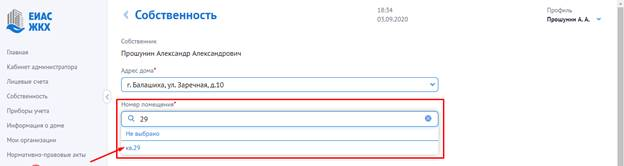 ЕИАС
ЖКХ
Главная
Кабинет администратора
Лицевые счета
Собственность
Приборы учета
Информация о доме
Мои организации
Нормативно-правовые акты
Собственность
18:34
03.09.2020
Профиль
Прошунин А. А.
Собственник
Прошунин Александр Александрович
Адрес дома*
г. Балашиха, ул. Заречная, д.10
Номер помещения*
29
Не выбрано
кв.29